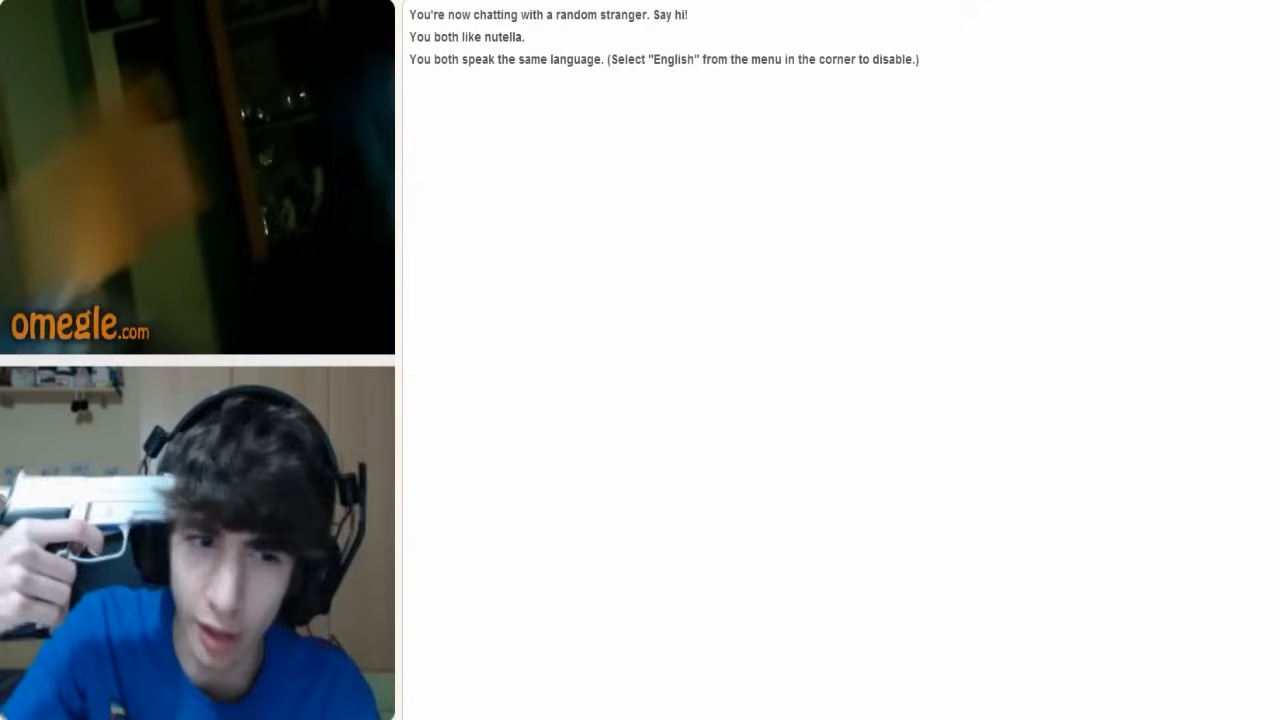 You're now chatting with a random stranger. Say hi!
You both like nutella.
You both speak the same language. (Select "English" from the menu in the corner to disable.)
omegle.com